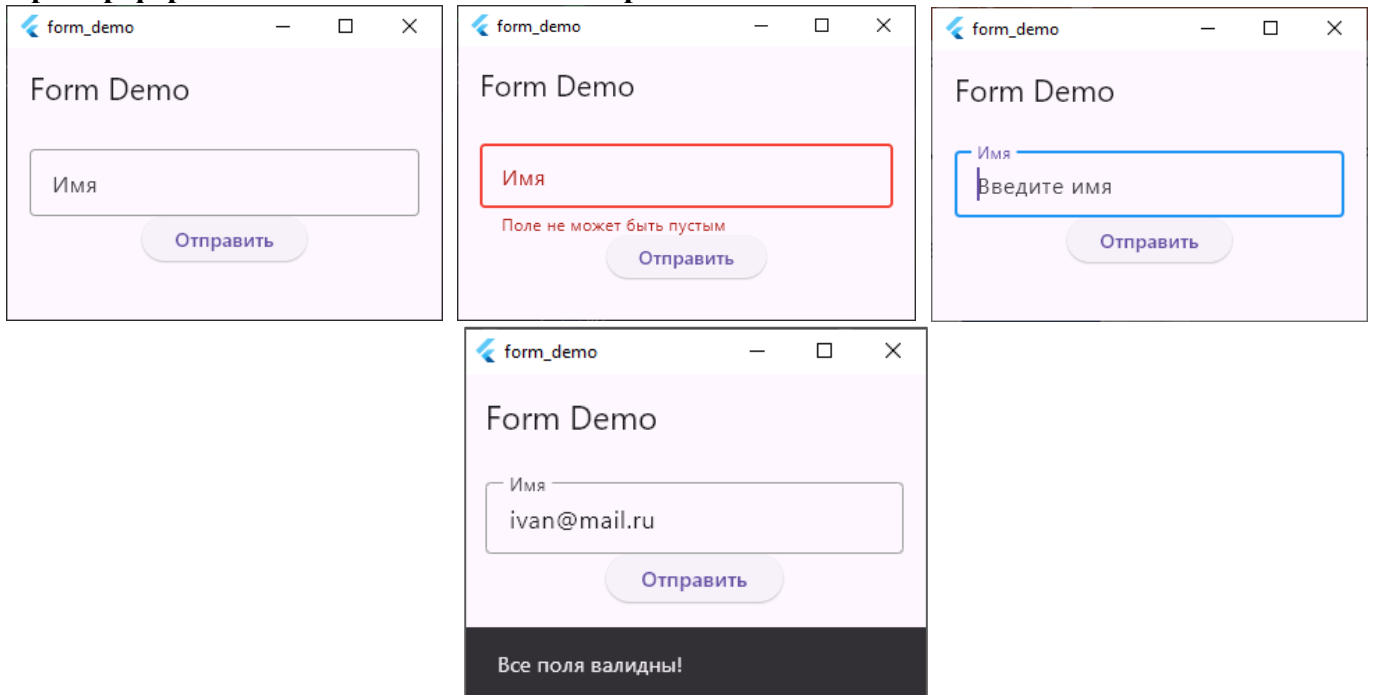 form_demo
Form Demo
Имя
Отправить
form_demo
Form Demo
Имя
Поле не может быть пустым
Отправить
form_demo
Form Demo
Имя
Введите имя
Отправить
form_demo
Form Demo
Имя
ivan@mail.ru
Отправить
Все поля валидны!